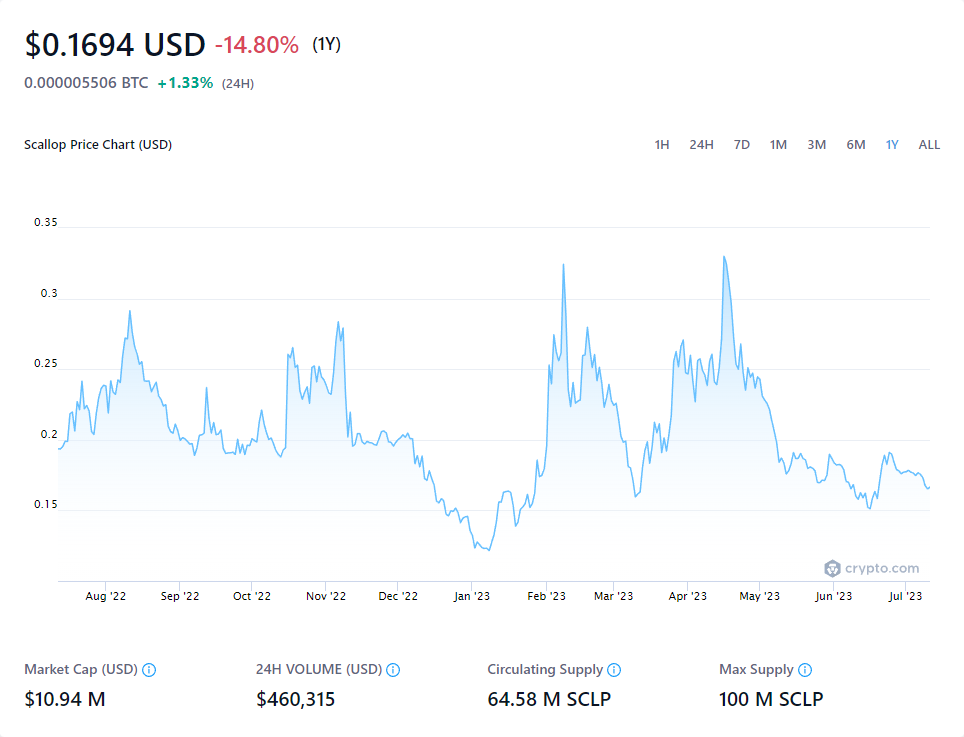 $0.1694 USD -14.80% (1Y)
0.000005506 BTC +1.33% (24H)
Scallop Price Chart (USD) 1H 24H 7D 1M 3M 6M 1Y ALL
0.35
0.3
0.25
0.2
0.15
crypto.com
Aug '22 Sep '22 Oct '22 Nov '22 Dec '22 Jan '23 Feb '23 Mar '23 Apr '23 May '23 Jun '23 Jul '23
Market Cap (USD) 24H VOLUME (USD) Circulating Supply Max Supply
$10.94 M $460,315 64.58 M SCLP 100 M SCLP